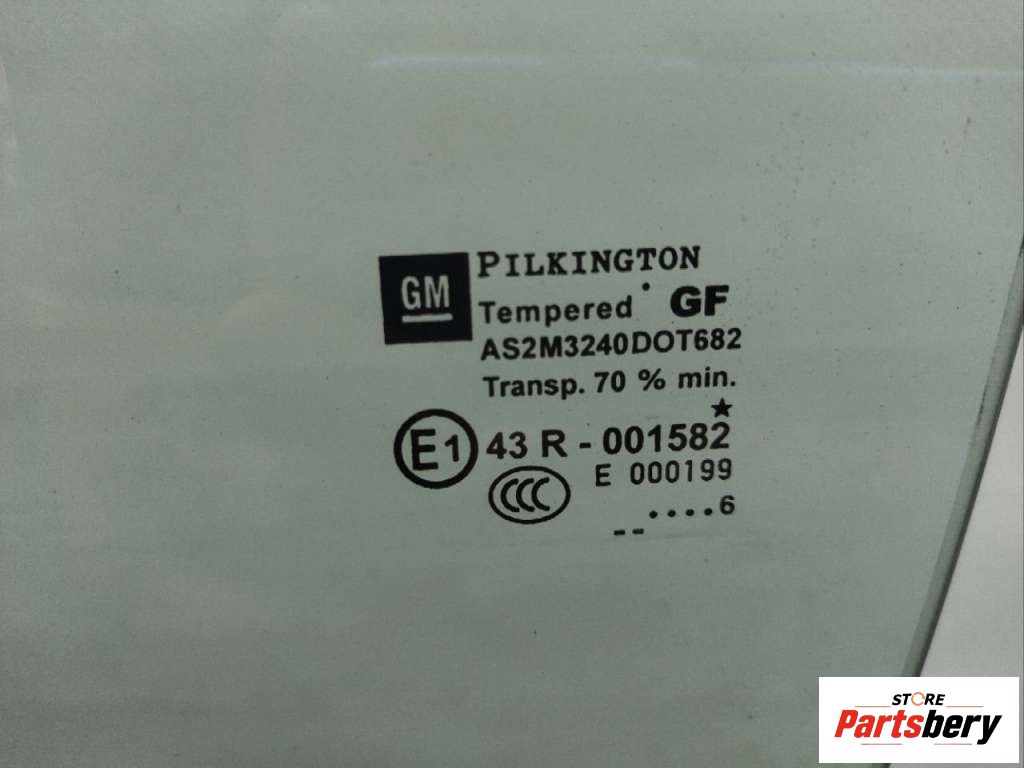 GM
PILKINGTON
Tempered GF
AS2M3240DOT682
Transp. 70 % min.
★
E1 43 R - 001582
CCC
E 000199
....6
--
STORE
Partsbery